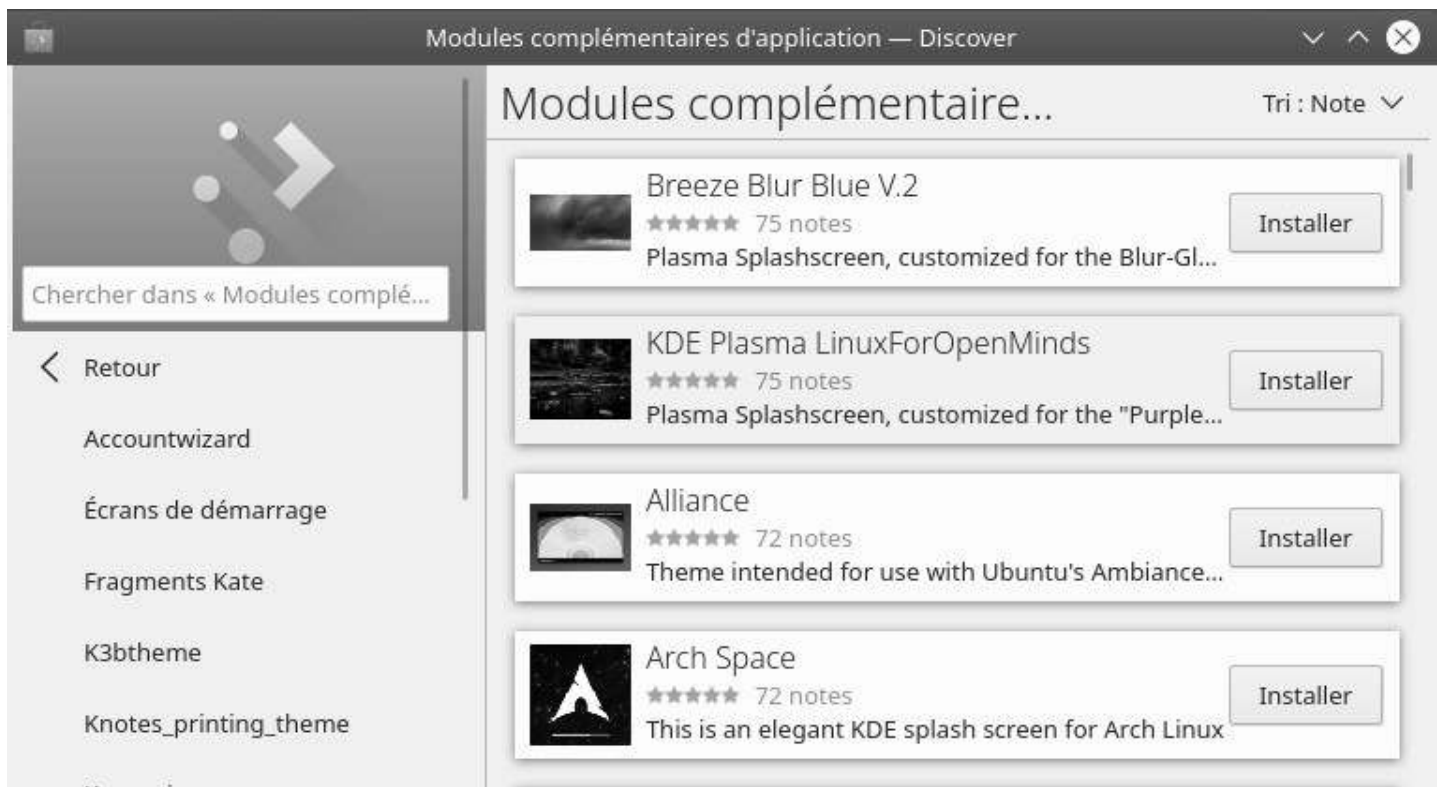 Modules complémentaires d'application — Discover
Modules complémentaire...
Tri : Note
Chercher dans « Modules complé...
Retour
Accountwizard
Écrans de démarrage
Fragments Kate
K3btheme
Knotes_printing_theme
Breeze Blur Blue V.2
75 notes
Plasma Splashscreen, customized for the Blur-Gl...
Installer
KDE Plasma LinuxForOpenMinds
75 notes
Plasma Splashscreen, customized for the "Purple...
Installer
Alliance
72 notes
Theme intended for use with Ubuntu's Ambiance...
Installer
Arch Space
72 notes
This is an elegant KDE splash screen for Arch Linux
Installer